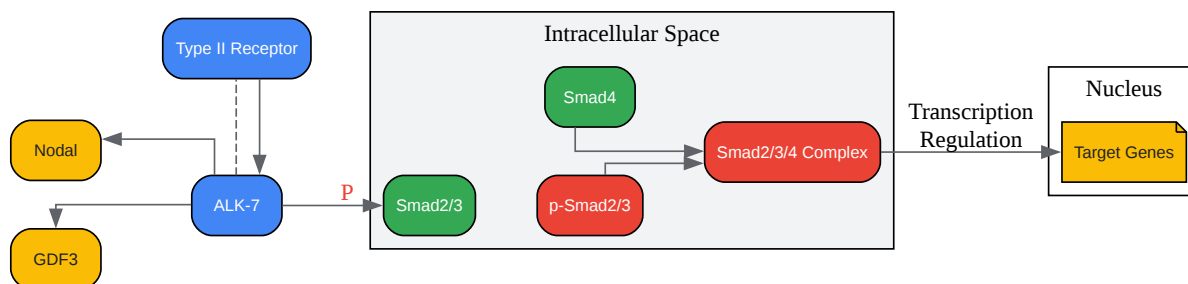 Type II Receptor
Intracellular Space
Smad4
Nucleus
Transcription
Regulation
Nodal
Smad2/3/4 Complex
Target Genes
P
ALK-7
Smad2/3
p-Smad2/3
GDF3